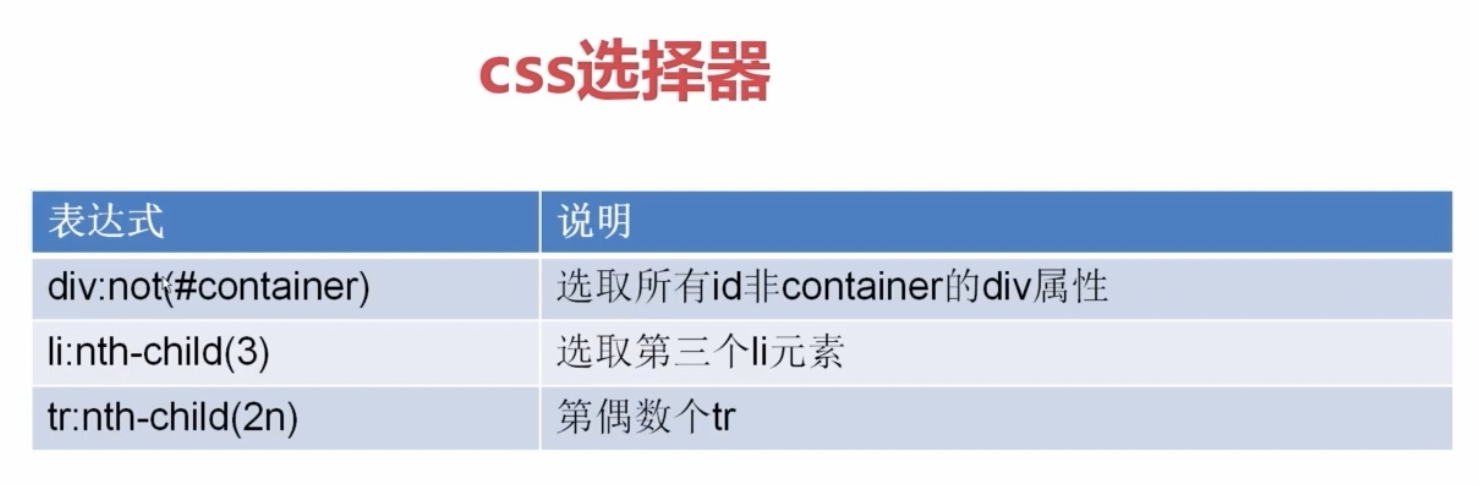 css选择器
表达式 说明
div:not(#container) 选取所有id非container的div属性
li:nth-child(3) 选取第三个li元素
tr:nth-child(2n) 第偶数个tr